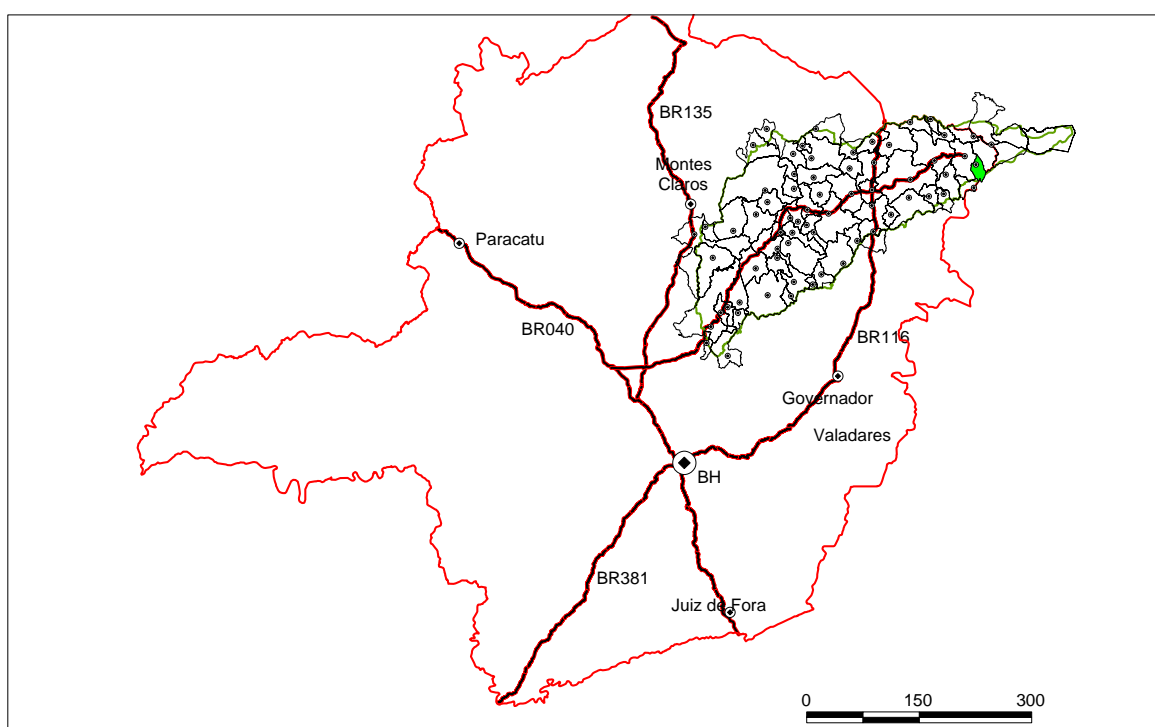 BR135
Montes
Claros
Paracatu
BR040
BR116
Governador
Valadares
BH
BR381
Juiz de Fora
0 150 300